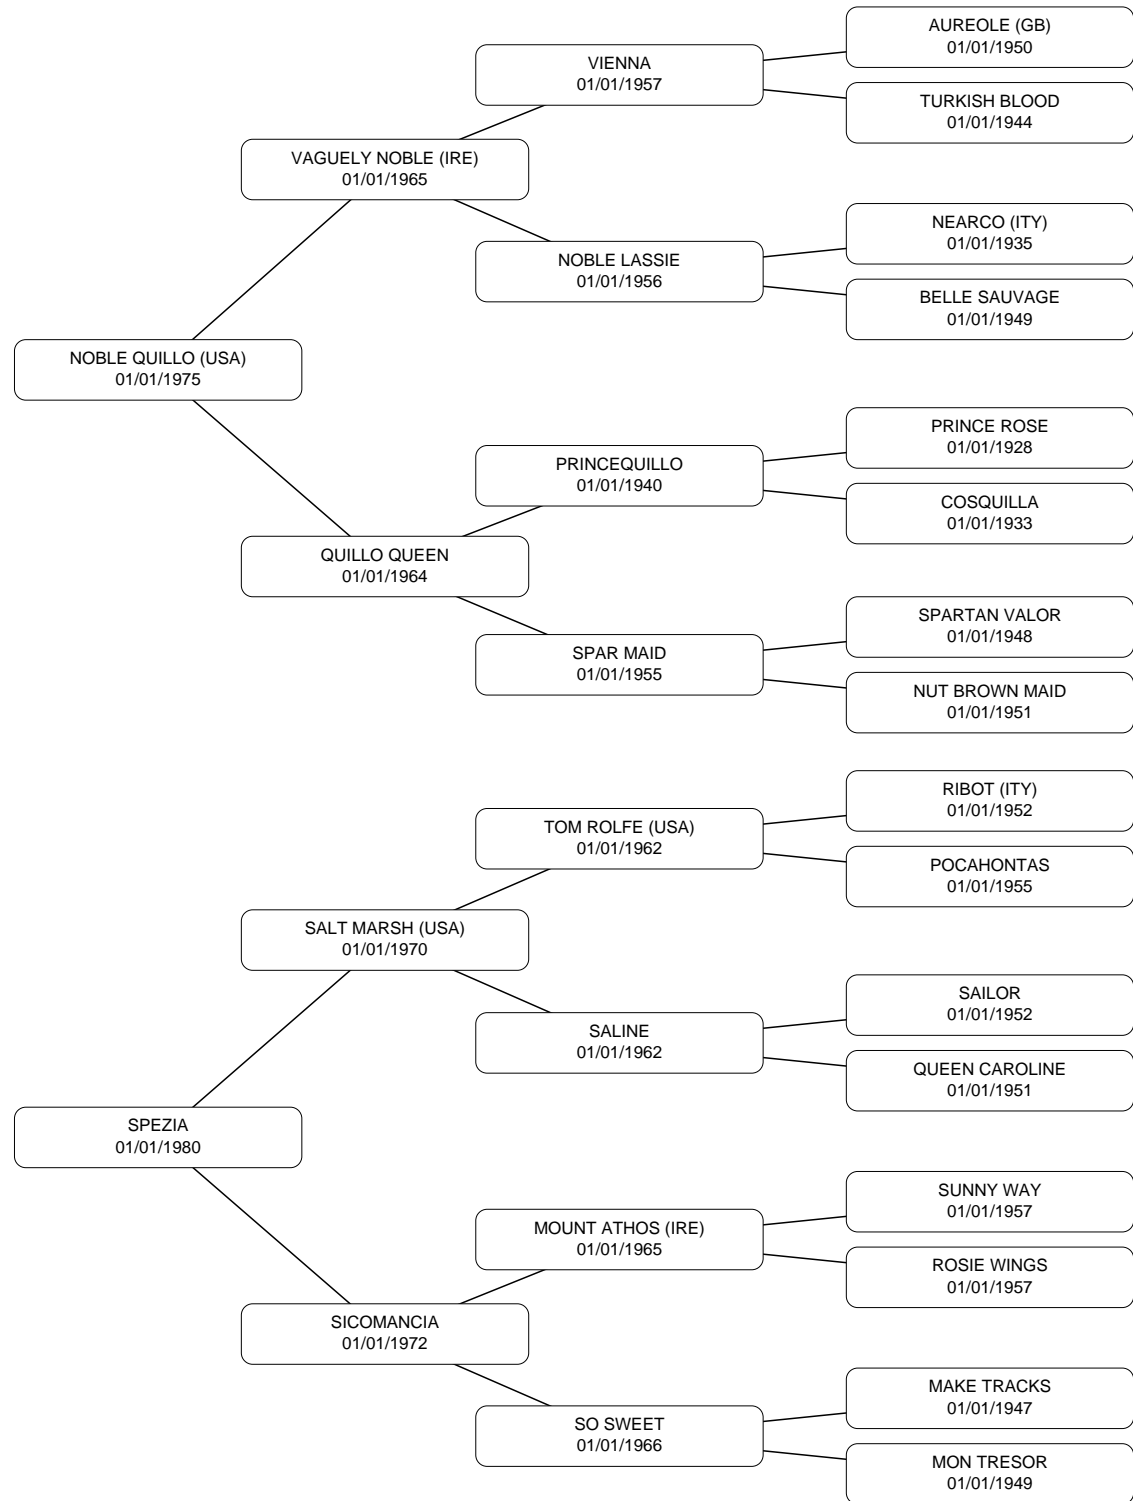 AUREOLE (GB)
01/01/1950
VIENNA
01/01/1957
TURKISH BLOOD
01/01/1944
VAGUELY NOBLE (IRE)
01/01/1965
NEARCO (ITY)
01/01/1935
NOBLE LASSIE
01/01/1956
BELLE SAUVAGE
01/01/1949
NOBLE QUILLO (USA)
01/01/1975
PRINCE ROSE
01/01/1928
PRINCEQUILLO
01/01/1940
COSQUILLA
01/01/1933
QUILLO QUEEN
01/01/1964
SPARTAN VALOR
01/01/1948
SPAR MAID
01/01/1955
NUT BROWN MAID
01/01/1951
RIBOT (ITY)
01/01/1952
TOM ROLFE (USA)
01/01/1962
POCAHONTAS
01/01/1955
SALT MARSH (USA)
01/01/1970
SAILOR
01/01/1952
SALINE
01/01/1962
QUEEN CAROLINE
01/01/1951
SPEZIA
01/01/1980
SUNNY WAY
01/01/1957
MOUNT ATHOS (IRE)
01/01/1965
ROSIE WINGS
01/01/1957
SICOMANCIA
01/01/1972
MAKE TRACKS
01/01/1947
SO SWEET
01/01/1966
MON TRESOR
01/01/1949